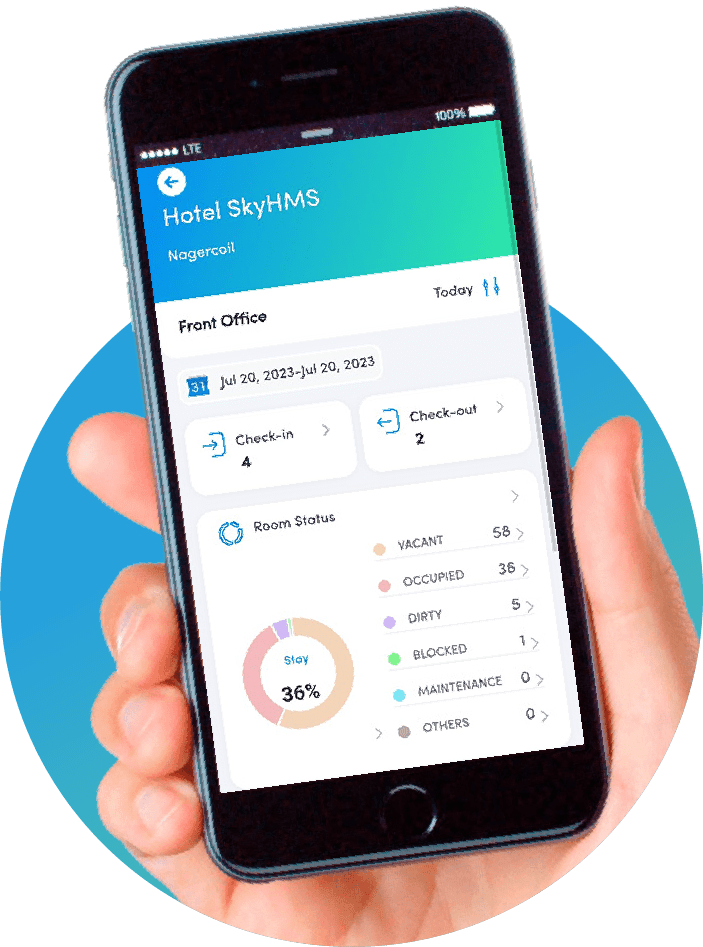 LTE
100%
Hotel SkyHMS
Nagercoil
Front Office
Today
31
Jul 20, 2023-Jul 20, 2023
Check-in
4
Check-out
2
Room Status
VACANT 58
OCCUPIED 36
DIRTY 5
BLOCKED 1
MAINTENANCE 0
OTHERS 0
Stay
36%